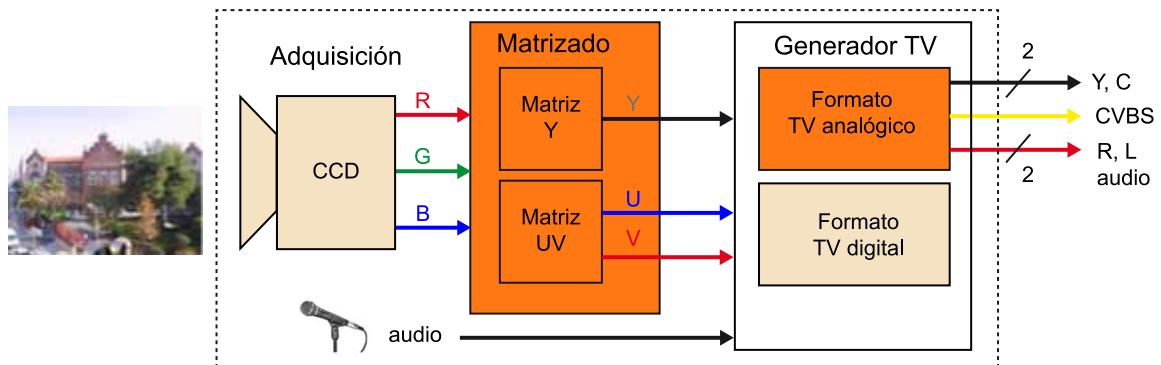 Adquisición
CCD
R
G
B
audio
Matrizado
Matriz
Y
Matriz
UV
Y
U
V
Generador TV
Formato
TV analógico
Formato
TV digital
2
Y, C
CVBS
R, L
audio
2